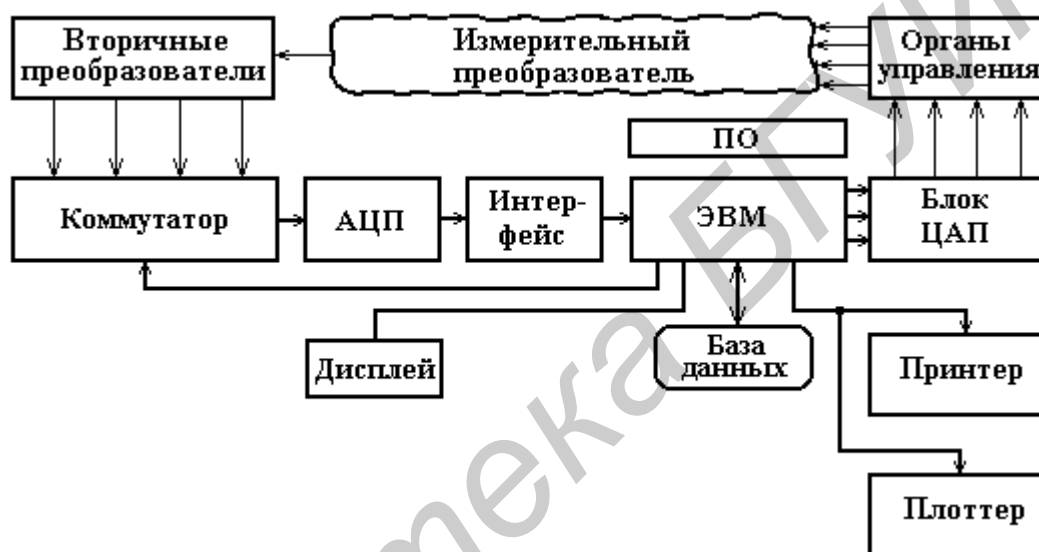 Вторичные
преобразователи
Измерительный
преобразователь
Органы
управления
ПО
Коммутатор
АЦП
Интер-
фейс
ЭВМ
Блок
ЦАП
Дисплей
База
данных
Принтер
Плоттер